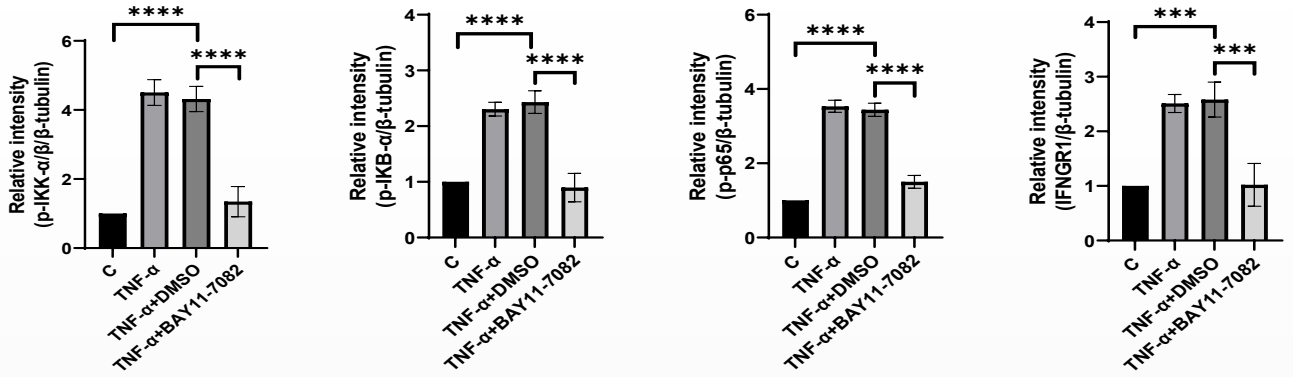 ****
****
6
4
2
0
Relative intensity
(p-IKK-α/β/β-tubulin)
C
TNF-α
TNF-α+DMSO
TNF-α+BAY11-7082
****
****
4
3
2
1
0
Relative intensity
(p-IKB-α/β-tubulin)
C
TNF-α
TNF-α+DMSO
TNF-α+BAY11-7082
****
****
6
4
2
0
Relative intensity
(p-p65/β-tubulin)
C
TNF-α
TNF-α+DMSO
TNF-α+BAY11-7082
***
***
4
3
2
1
0
Relative intensity
(IFNGR1/β-tubulin)
C
TNF-α
TNF-α+DMSO
TNF-α+BAY11-7082